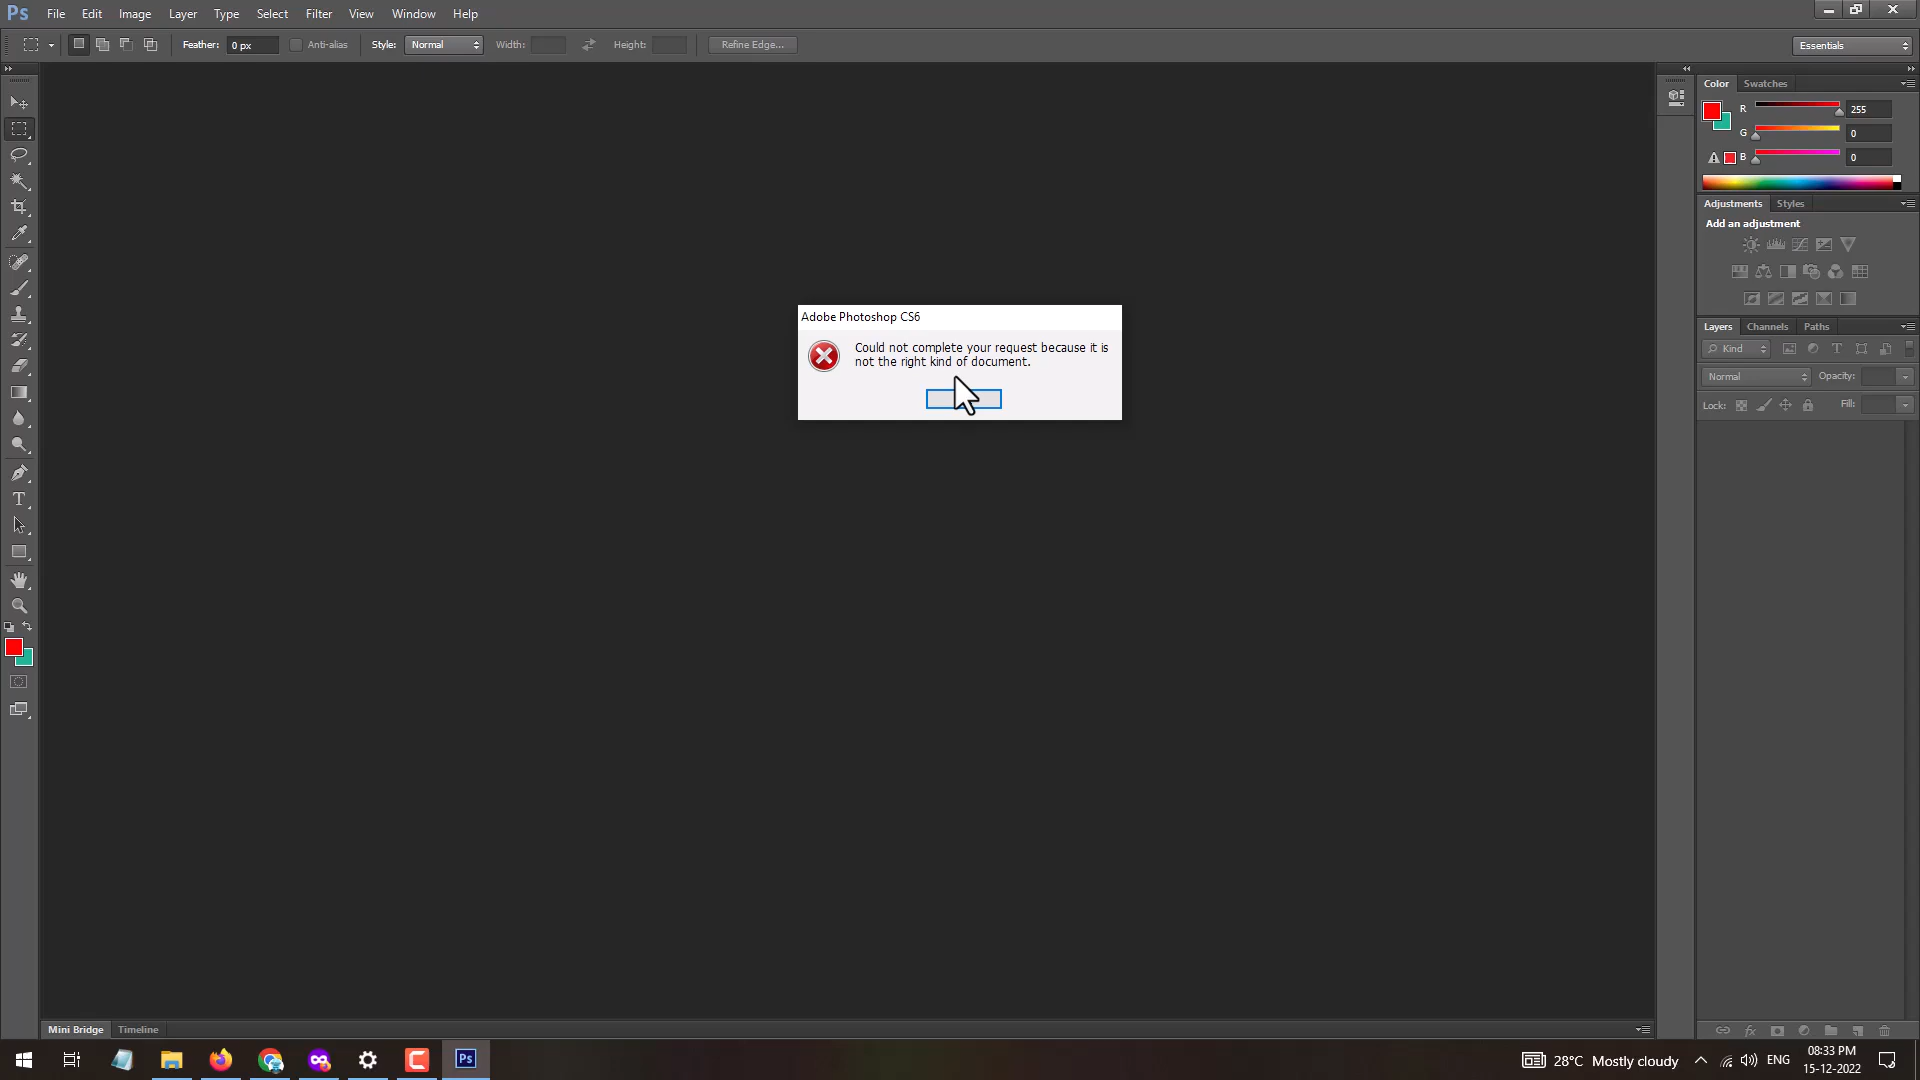 Ps File Edit Image Layer Type Select Filter View Window Help
Feather: 0 px Anti-alias Style: Normal Width: Height: Refine Edge... Essentials
Color Swatches
R 255
G 0
B 0
Adjustments Styles
Add an adjustment
Layers Channels Paths
Kind
Normal Opacity:
Lock: Fill:
Adobe Photoshop CS6
Could not complete your request because it is
not the right kind of document.
T
Mini Bridge Timeline
fx
Ps
28°C Mostly cloudy
ENG
08:33 PM
15-12-2022